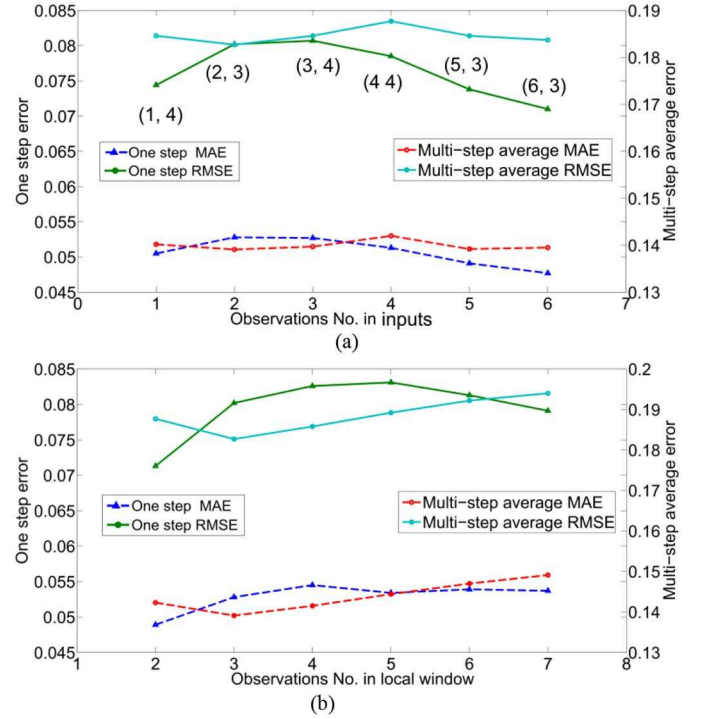 0.085 0.19
0.08 0.18
0.075
0.07 0.17
0.065 0.16
0.06 0.15
0.055
0.05 0.14
0.045 0.13
One step error
Multi−step average error
(1, 4) (2, 3) (3, 4) (4 4) (5, 3) (6, 3)
One step MAE
One step RMSE
Multi−step average MAE
Multi−step average RMSE
0 1 2 3 4 5 6 7
Observations No. in inputs
(a)
0.085 0.2
0.08 0.19
0.075 0.18
0.07 0.17
0.065
0.06 0.16
0.055 0.15
0.05 0.14
0.045 0.13
One step error
Multi−step average error
One step MAE
One step RMSE
Multi−step average MAE
Multi−step average RMSE
1 2 3 4 5 6 7 8
Observations No. in local window
(b)